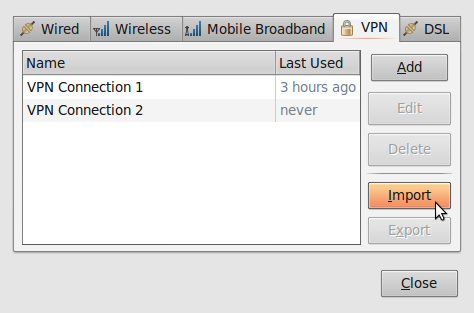 Wired Wireless Mobile Broadband VPN DSL
Name Last Used
VPN Connection 1 3 hours ago
VPN Connection 2 never
Add
Edit
Delete
Import
Export
Close